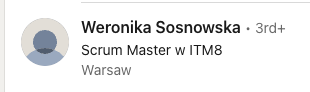 Weronika Sosnowska • 3rd+
Scrum Master w ITM8
Warsaw